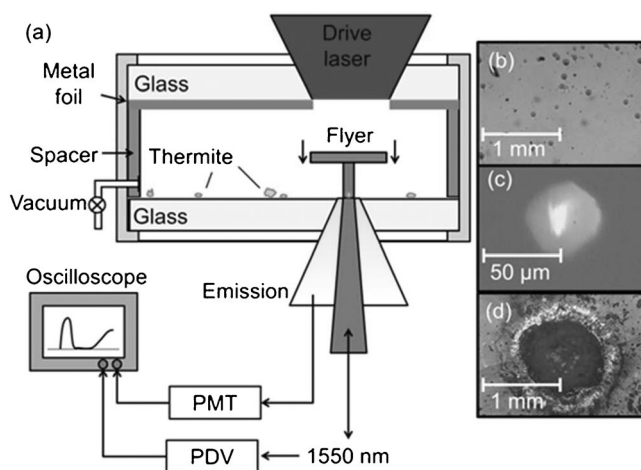 (a)
Drive
laser
Metal
foil
Glass
Flyer
Spacer
Thermite
Vacuum
Glass
Oscilloscope
Emission
PMT
PDV
1550 nm
(b)
1 mm
(c)
50 µm
(d)
1 mm